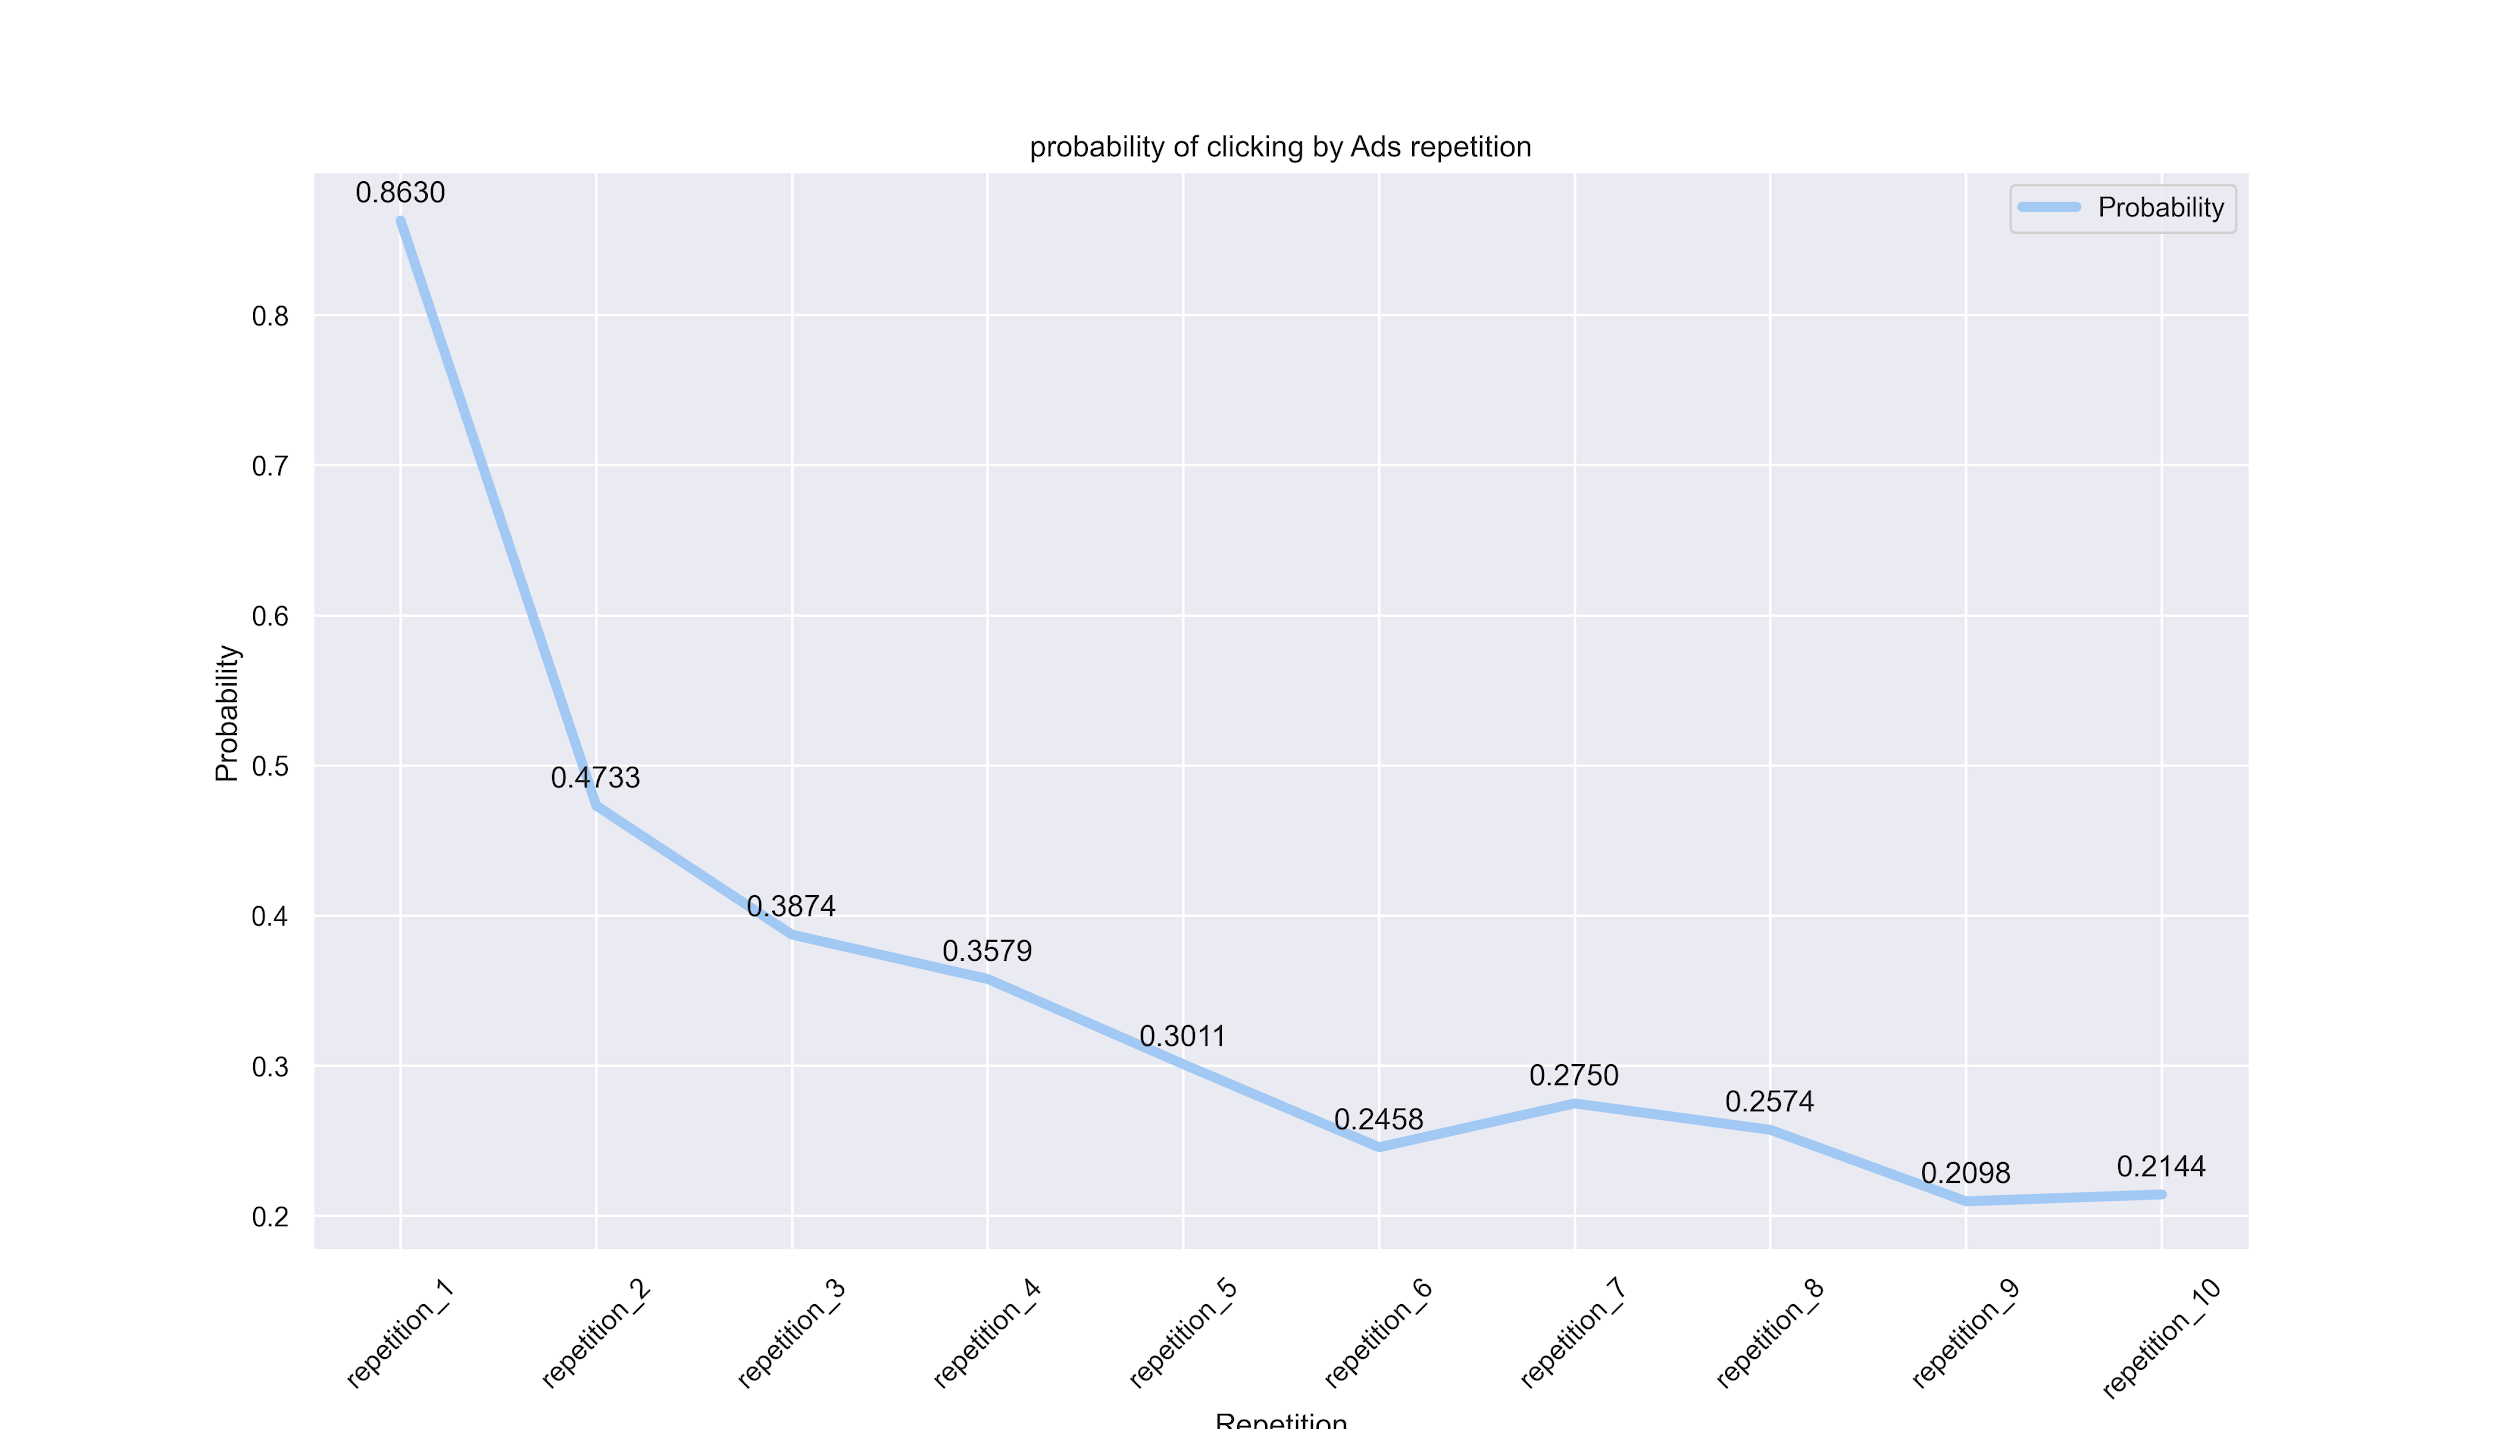 probability of clicking by Ads repetition
Probability
0.8630
0.4733
0.3874
0.3579
0.3011
0.2458
0.2750
0.2574
0.2098
0.2144
0.8
0.7
0.6
0.5
0.4
0.3
0.2
Probability
repetition_1
repetition_2
repetition_3
repetition_4
repetition_5
repetition_6
repetition_7
repetition_8
repetition_9
repetition_10
Repetition